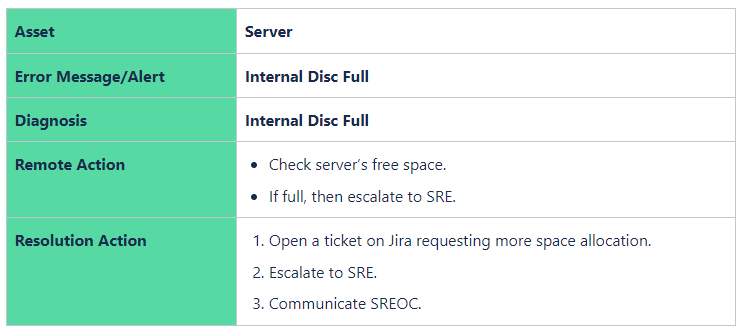 Asset Server
Error Message/Alert Internal Disc Full
Diagnosis Internal Disc Full
Remote Action • Check server's free space.
• If full, then escalate to SRE.
Resolution Action 1. Open a ticket on Jira requesting more space allocation.
2. Escalate to SRE.
3. Communicate SREOC.